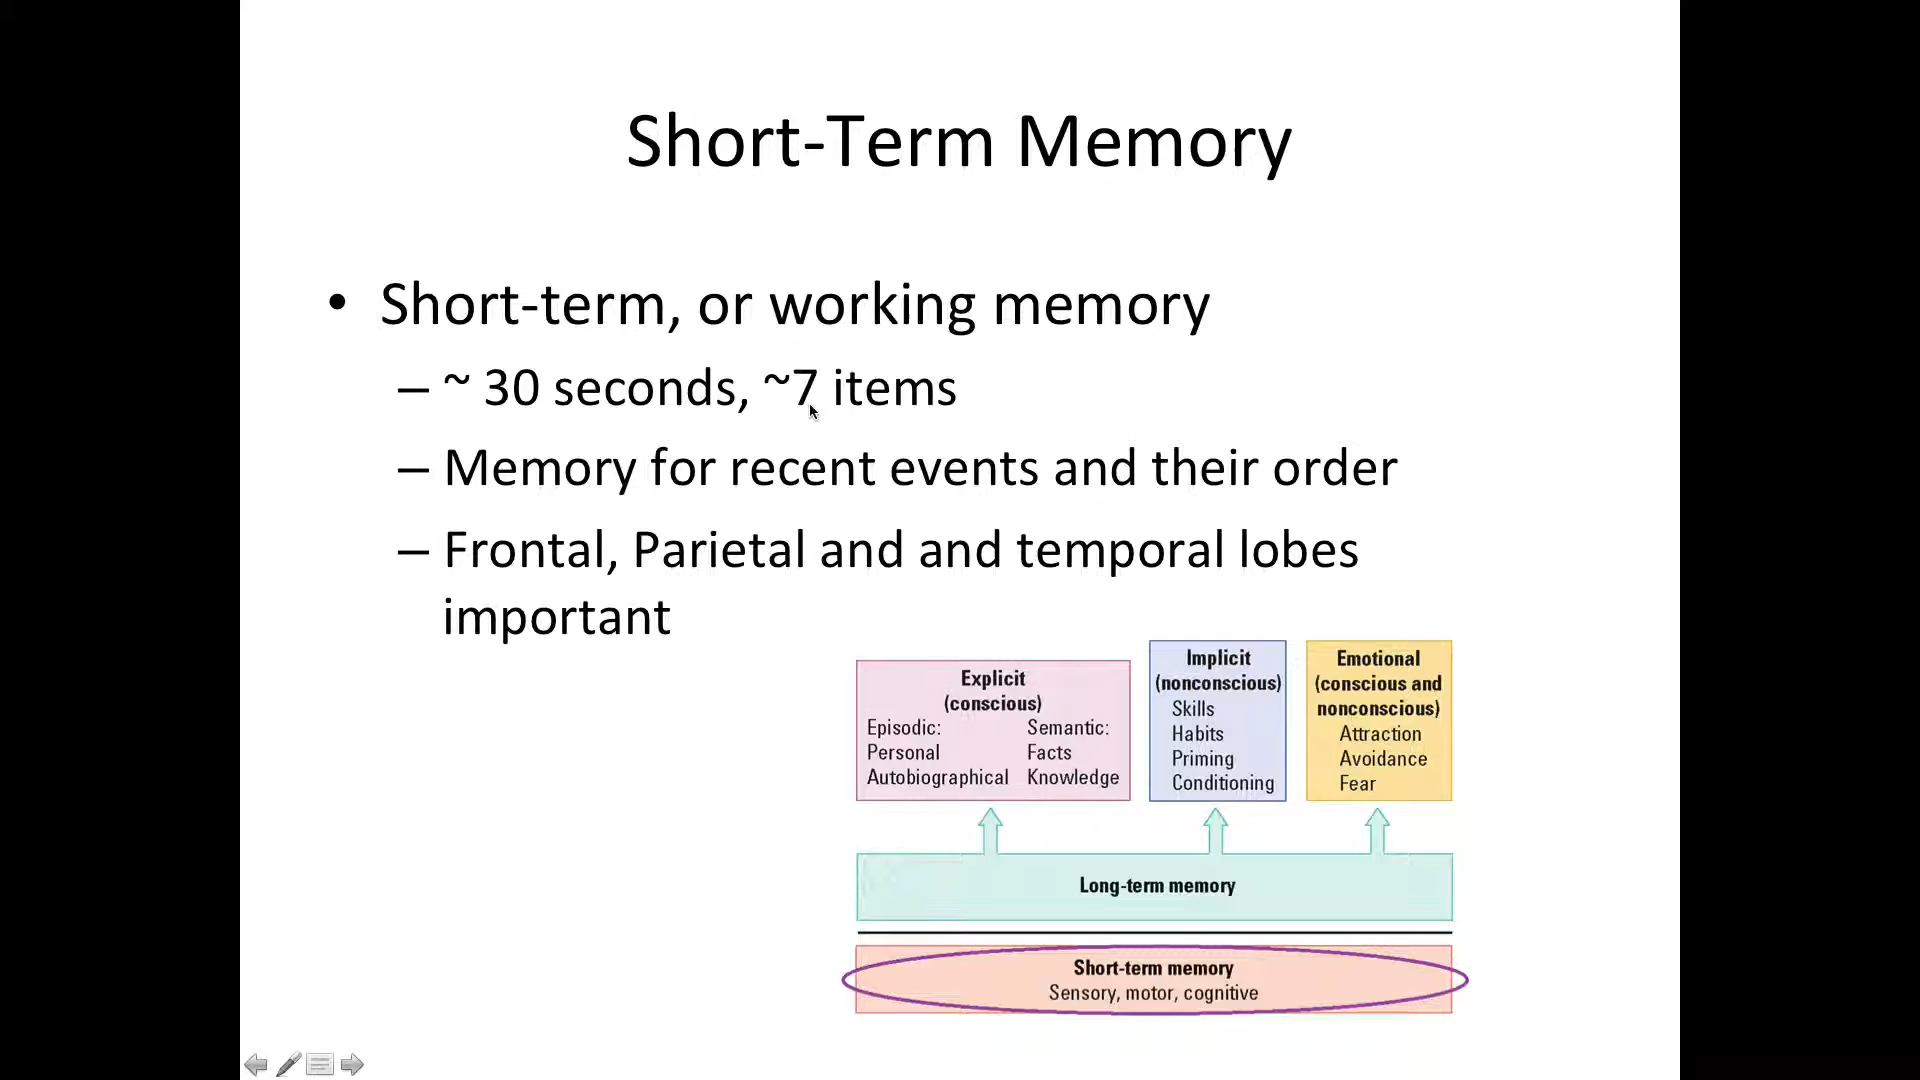 Short-Term Memory
• Short-term, or working memory
– ~ 30 seconds, ~7 items
– Memory for recent events and their order
– Frontal, Parietal and and temporal lobes
important
Explicit
(conscious)
Episodic:
Personal
Autobiographical
Semantic:
Facts
Knowledge
Implicit
(nonconscious)
Skills
Habits
Priming
Conditioning
Emotional
(conscious and
nonconscious)
Attraction
Avoidance
Fear
Long-term memory
Short-term memory
Sensory, motor, cognitive